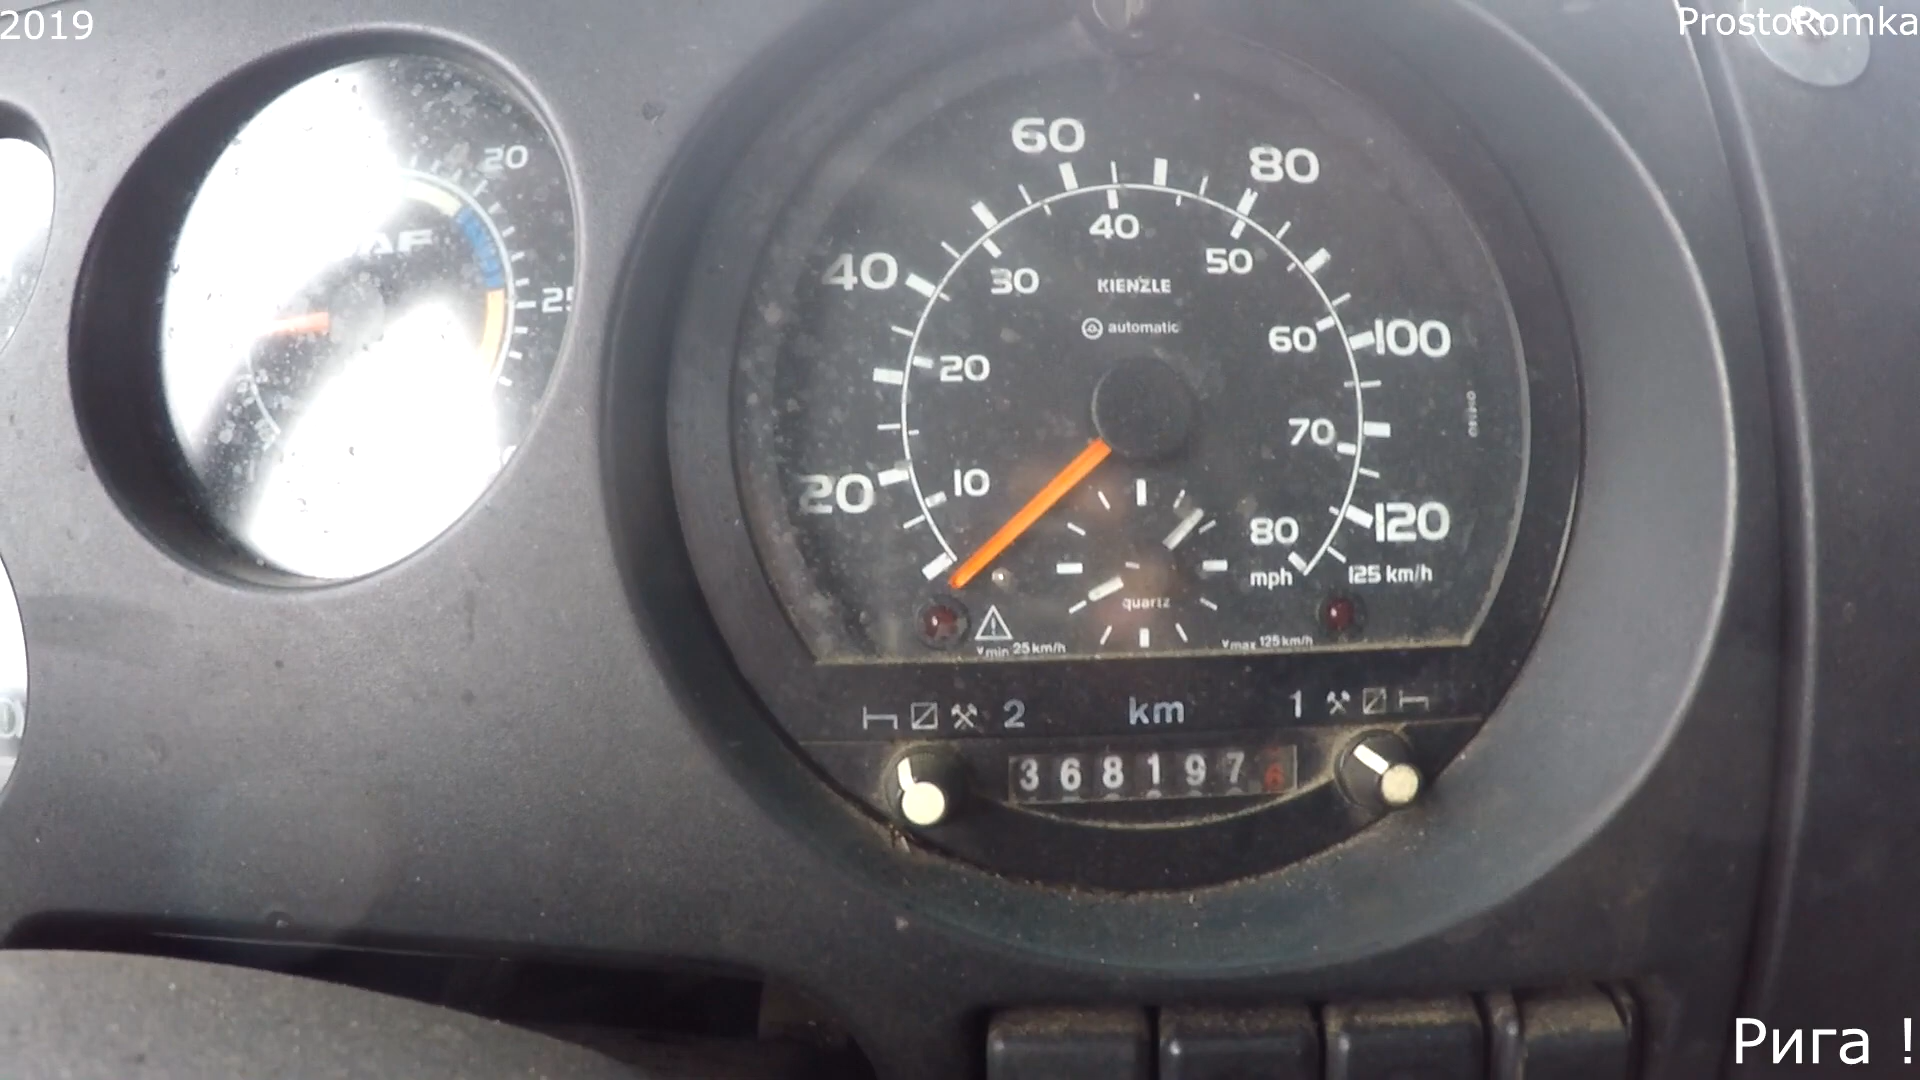 2019
ProstoRomka
20
25
60
80
40
50
30
40
KIENZLE
automatic
60
100
20
70
20
10
80
120
mph
125 km/h
quartz
Vmin 25 km/h
Vmax 125 km/h
2
km
1
3 6 8 1 9 7 6
Рига !